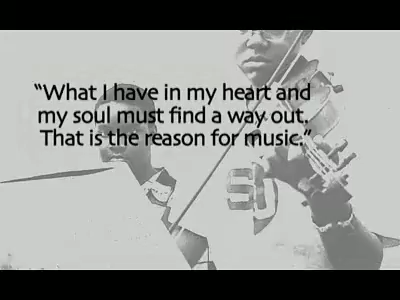 “What I have in my heart and
my soul must find a way out.
That is the reason for music.”